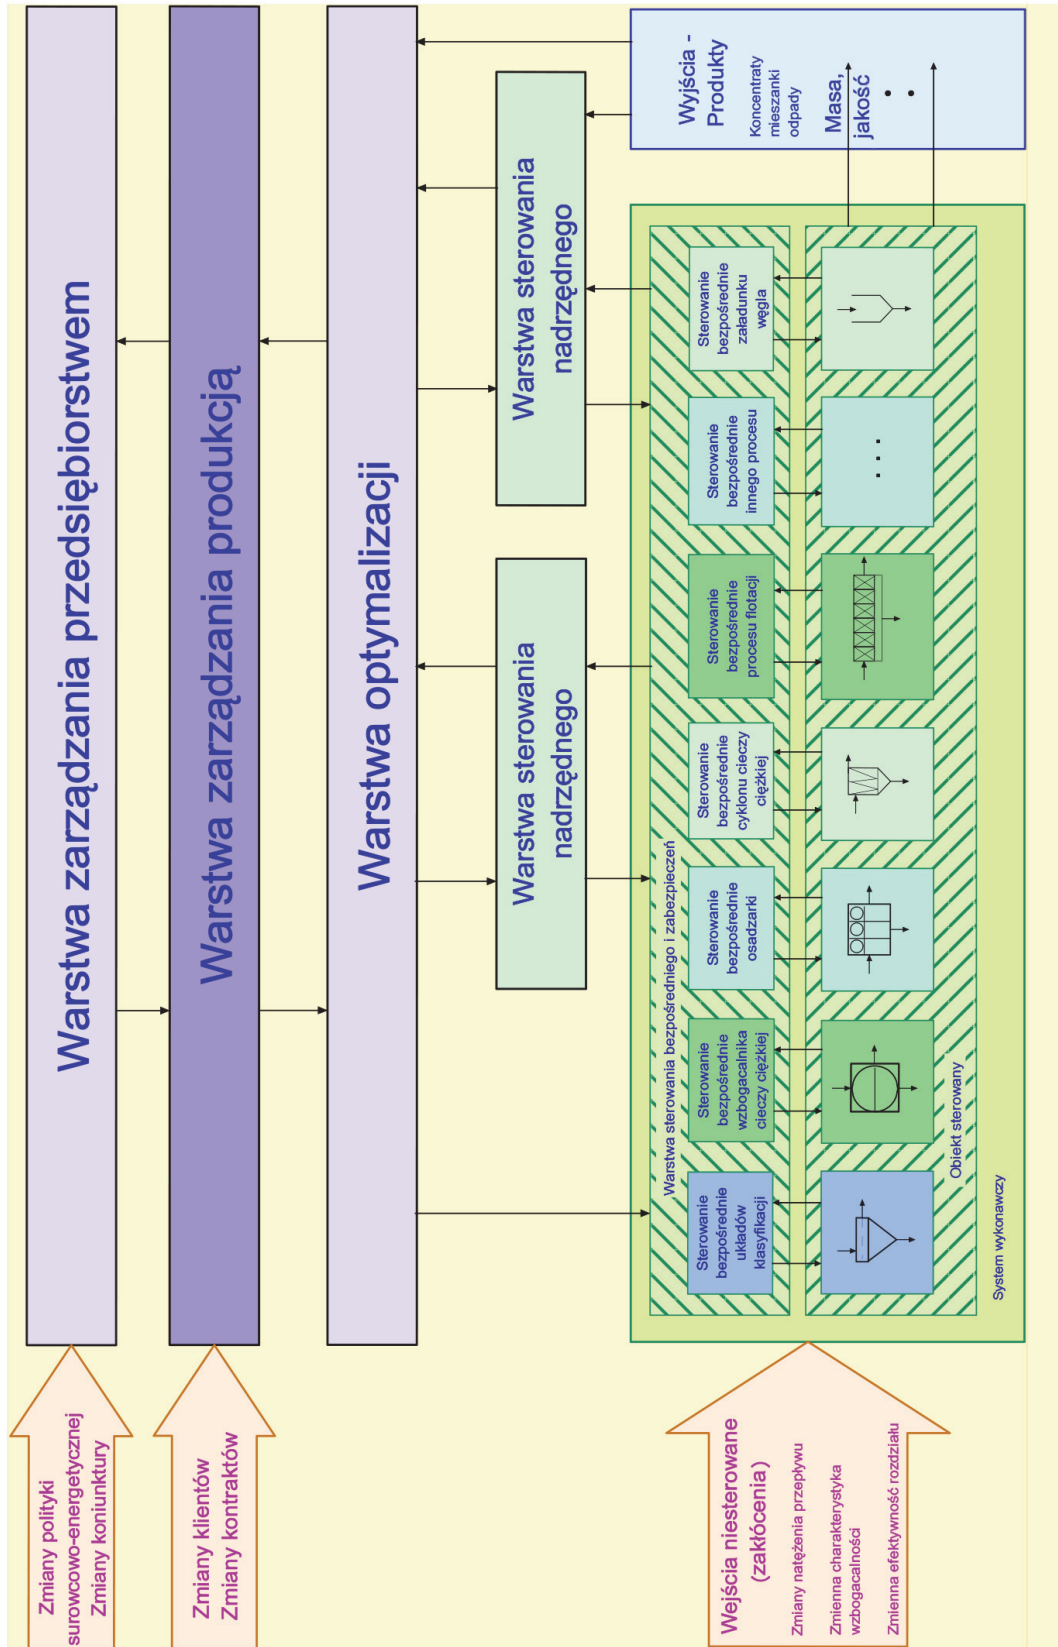 Warstwa zarządzania przedsiębiorstwem
Warstwa zarządzania produkcją
Warstwa optymalizacji
Warstwa sterowania
nadrzędnego
Warstwa sterowania
nadrzędnego
Zmiany polityki
surowcowo-energetycznej
Zmiany koniunktury
Zmiany klientów
Zmiany kontraktów
Wejścia niesterowane
(zakłócenia)
Zmiany natężenia przepływu
Zmienna charakterystyka
wzbogacalności
Zmienna efektywność rozdziału
Warstwa sterowania bezpośredniego i zabezpieczeń
Sterowanie
bezpośrednie
układów
klasyfikacji
Sterowanie
bezpośrednie
wzbogacalnika
cieczy ciężkiej
Sterowanie
bezpośrednie
osadzarki
Sterowanie
bezpośrednie
cyklonu cieczy
ciężkiej
Sterowanie
bezpośrednie
procesu flotacji
Sterowanie
bezpośrednie
innego procesu
Sterowanie
bezpośrednie
załadunku
węgla
. . .
Obiekt sterowany
System wykonawczy
Wyjścia -
Produkty
Koncentraty
mieszanki
odpady
Masa,
jakość